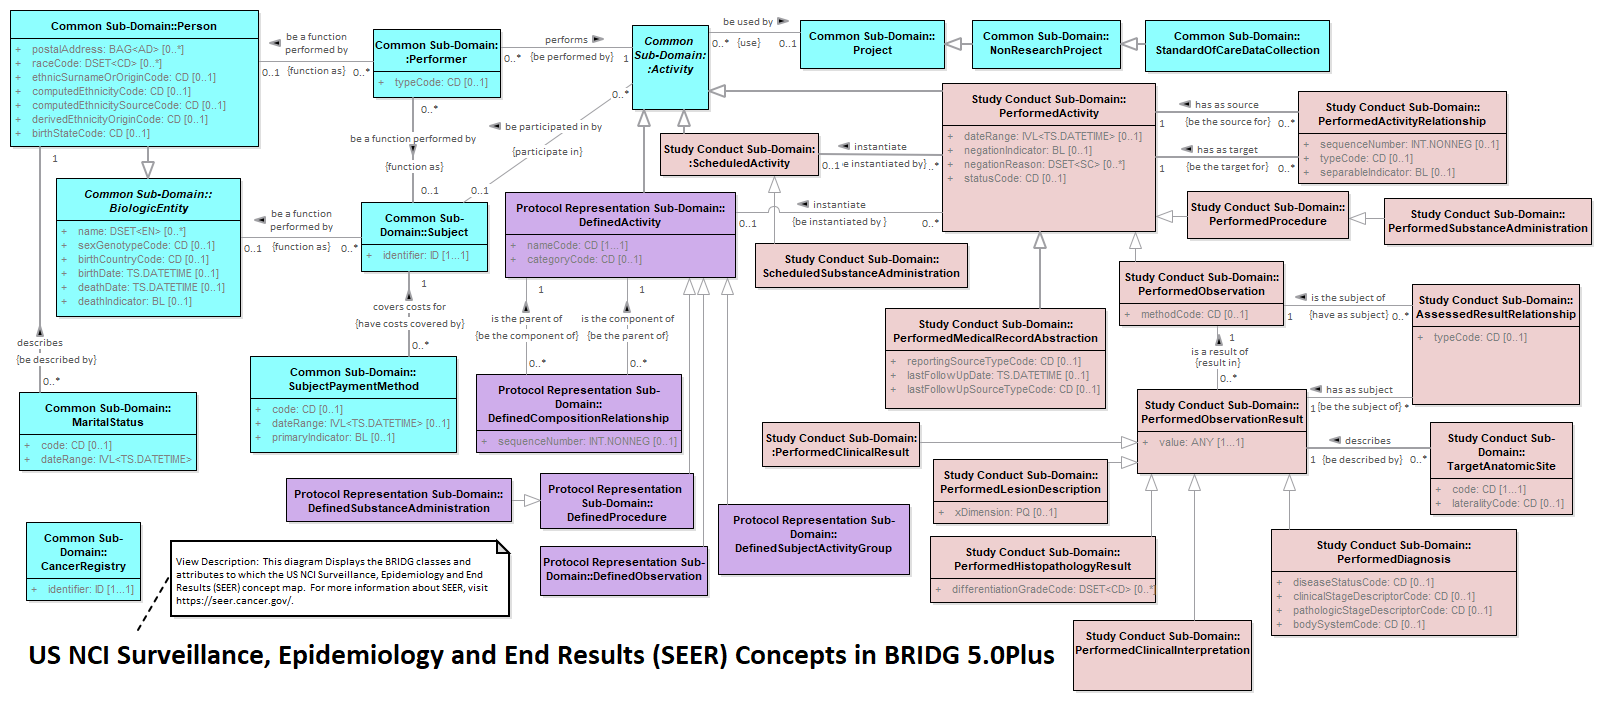 Common Sub-Domain::Person
+ postalAddress: BAG<AD> [0..*]
+ raceCode: DSET<CD> [0..*]
+ ethnicSurnameOrOriginCode: CD [0..1]
+ computedEthnicityCode: CD [0..1]
+ computedEthnicitySourceCode: CD [0..1]
+ derivedEthnicityOriginCode: CD [0..1]
+ birthStateCode: CD [0..1]
be a function
performed by
0..1 {function as} 0..*
Common Sub-Domain:
:Performer
+ typeCode: CD [0..1]
performs
0..* {be performed by} 1
Common
Sub-Domain:
:Activity
be used by
0..* {use} 0..1
Common Sub-Domain::
Project
Common Sub-Domain::
NonResearchProject
Common Sub-Domain::
StandardOfCareDataCollection
0..*
be a function performed by
{function as}
0..1
0..*
be participated in by
{participate in}
0..1
Study Conduct Sub-Domain:
:ScheduledActivity
instantiate
0..1 e instantiated by} 0..*
Study Conduct Sub-Domain::
PerformedActivity
+ dateRange: IVL<TS.DATETIME> [0..1]
+ negationIndicator: BL [0..1]
+ negationReason: DSET<SC> [0..*]
+ statusCode: CD [0..1]
has as source
1 {be the source for} 0..*
has as target
1 {be the target for} 0..*
Study Conduct Sub-Domain::
PerformedActivityRelationship
+ sequenceNumber: INT.NONNEG [0..1]
+ typeCode: CD [0..1]
+ separableIndicator: BL [0..1]
1
describes
{be described by}
0..*
Common Sub-Domain::
BiologicEntity
+ name: DSET<EN> [0..*]
+ sexGenotypeCode: CD [0..1]
+ birthCountryCode: CD [0..1]
+ birthDate: TS.DATETIME [0..1]
+ deathDate: TS.DATETIME [0..1]
+ deathIndicator: BL [0..1]
be a function
performed by
0..1 {function as} 0..*
Common Sub-
Domain::Subject
+ identifier: ID [1...1]
Protocol Representation Sub-Domain::
DefinedActivity
+ nameCode: CD [1...1]
+ categoryCode: CD [0..1]
instantiate
0..1 {be instantiated by } 0..*
Study Conduct Sub-Domain::
ScheduledSubstanceAdministration
Study Conduct Sub-Domain::
PerformedProcedure
Study Conduct Sub-Domain::
PerformedSubstanceAdministration
Study Conduct Sub-Domain::
PerformedObservation
+ methodCode: CD [0..1]
is the subject of
1 {have as subject} 0..*
Study Conduct Sub-Domain::
AssessedResultRelationship
+ typeCode: CD [0..1]
1
covers costs for
{have costs covered by}
0..*
1
is the parent of
{be the component of}
0..*
1
is the component of
{be the parent of}
0..*
Study Conduct Sub-Domain::
PerformedMedicalRecordAbstraction
+ reportingSourceTypeCode: CD [0..1]
+ lastFollowUpDate: TS.DATETIME [0..1]
+ lastFollowUpSourceTypeCode: CD [0..1]
1
is a result of
{result in}
0..*
Common Sub-Domain::
MaritalStatus
+ code: CD [0..1]
+ dateRange: IVL<TS.DATETIME>
Common Sub-Domain::
SubjectPaymentMethod
+ code: CD [0..1]
+ dateRange: IVL<TS.DATETIME> [0..1]
+ primaryIndicator: BL [0..1]
Protocol Representation Sub-
Domain::
DefinedCompositionRelationship
+ sequenceNumber: INT.NONNEG [0..1]
Study Conduct Sub-Domain::
PerformedObservationResult
+ value: ANY [1...1]
has as subject
1 {be the subject of} *
describes
1 {be described by} 0..*
Study Conduct Sub-
Domain::
TargetAnatomicSite
+ code: CD [1...1]
+ lateralityCode: CD [0..1]
Study Conduct Sub-Domain:
:PerformedClinicalResult
Study Conduct Sub-Domain::
PerformedLesionDescription
+ xDimension: PQ [0..1]
Protocol Representation Sub-Domain::
DefinedSubstanceAdministration
Protocol Representation
Sub-Domain::
DefinedProcedure
Protocol Representation Sub-
Domain::
DefinedSubjectActivityGroup
Protocol Representation Sub-
Domain::DefinedObservation
Study Conduct Sub-Domain::
PerformedHistopathologyResult
+ differentiationGradeCode: DSET<CD> [0..*]
Study Conduct Sub-Domain::
PerformedDiagnosis
+ diseaseStatusCode: CD [0..1]
+ clinicalStageDescriptorCode: CD [0..1]
+ pathologicStageDescriptorCode: CD [0..1]
+ bodySystemCode: CD [0..1]
Study Conduct Sub-Domain::
PerformedClinicalInterpretation
Common Sub-
Domain::
CancerRegistry
+ identifier: ID [1...1]
View Description: This diagram Displays the BRIDG classes and
attributes to which the US NCI Surveillance, Epidemiology and End
Results (SEER) concept map. For more information about SEER, visit
https://seer.cancer.gov/.
US NCI Surveillance, Epidemiology and End Results (SEER) Concepts in BRIDG 5.0Plus